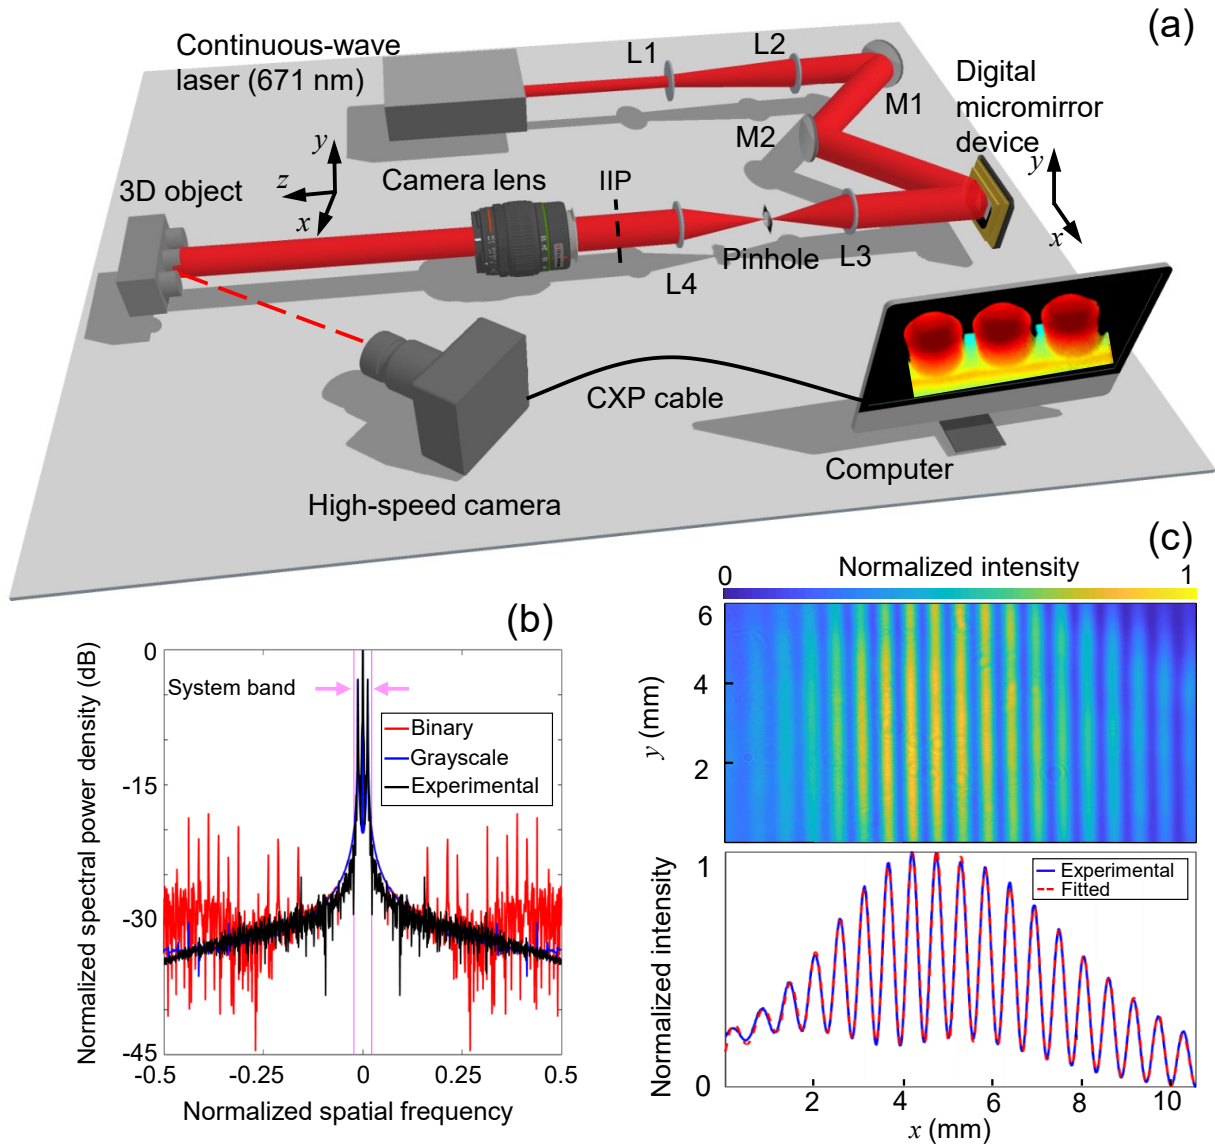 (a)
Continuous-wave
laser (671 nm)
L1
L2
M1
Digital
micromirror
device
M2
y
z
x
3D object
Camera lens
IIP
y
x
Pinhole
L3
L4
CXP cable
Computer
High-speed camera
(b)
Normalized spectral power density (dB)
0
-15
-30
-45
System band
Binary
Grayscale
Experimental
-0.5
-0.25
0
0.25
0.5
Normalized spatial frequency
(c)
0
Normalized intensity
1
6
4
2
y (mm)
Normalized intensity
1
0
Experimental
Fitted
2
4
6
8
10
x (mm)